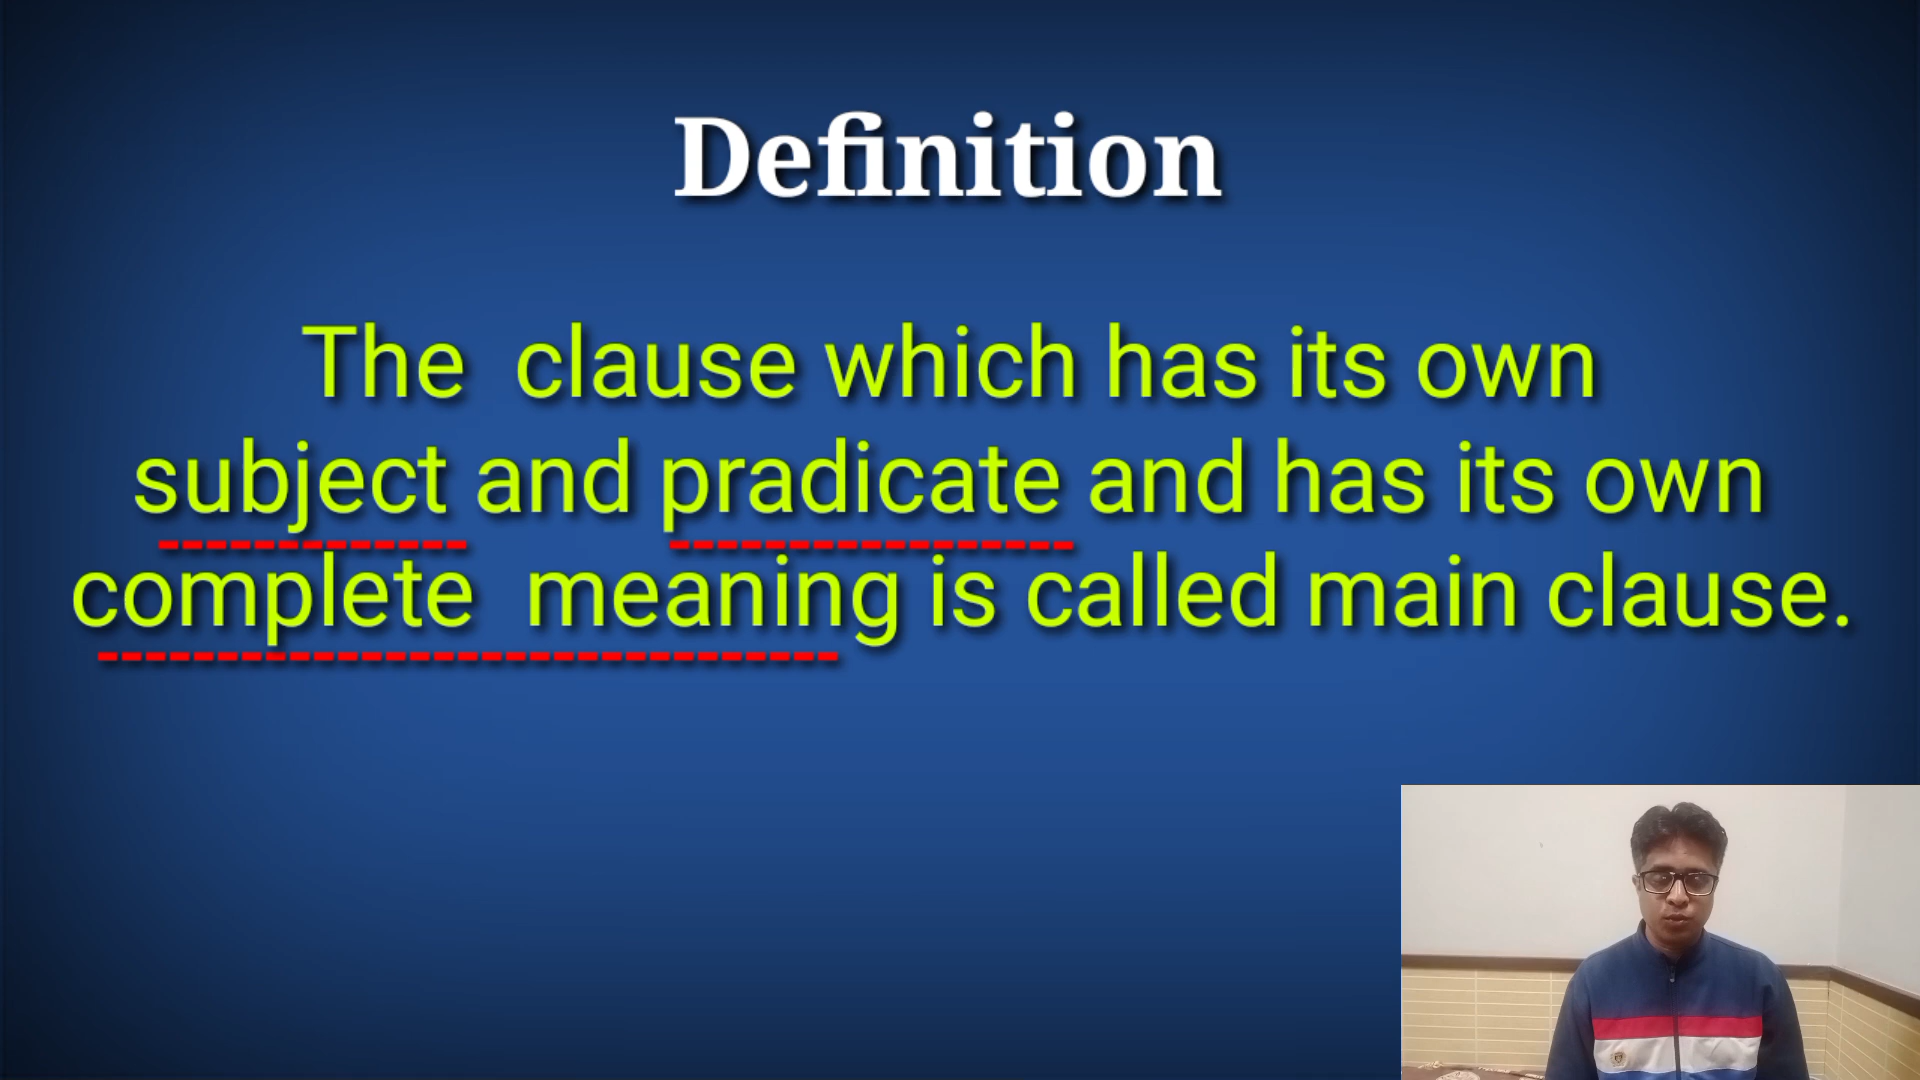 Definition
The clause which has its own
subject and pradicate and has its own
complete meaning is called main clause.